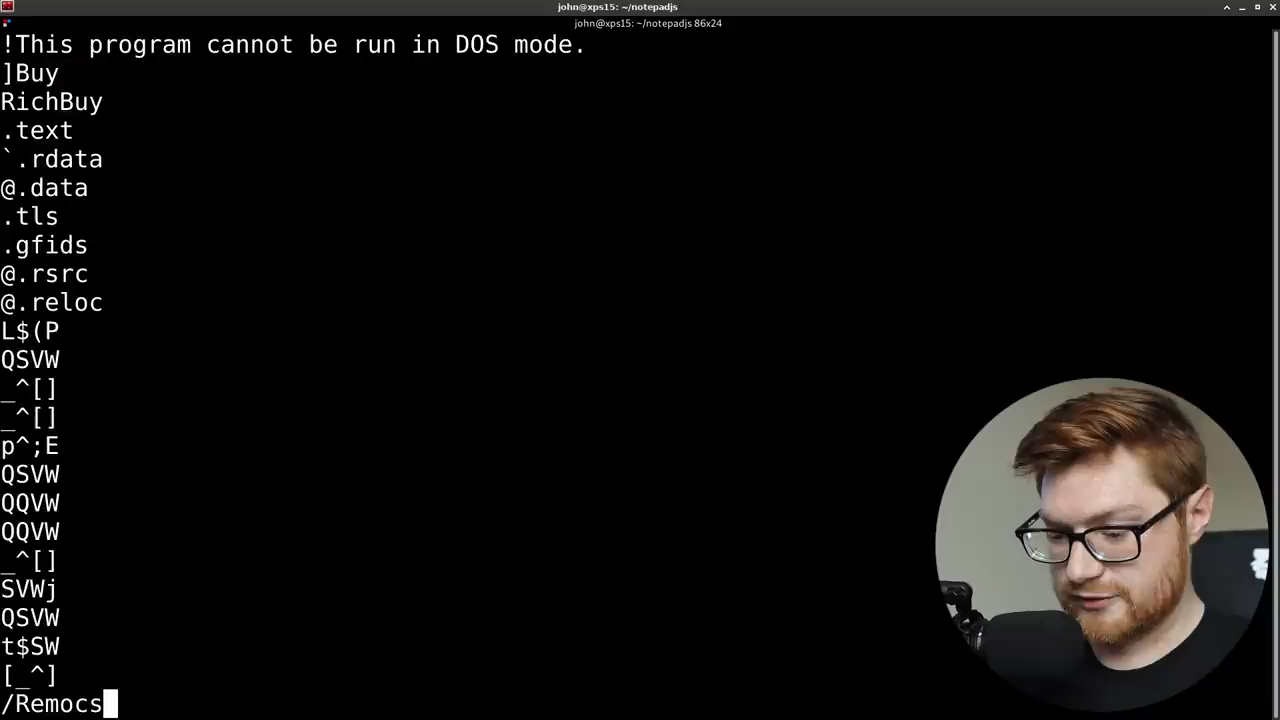 john@xps15: ~/notepadjs
john@xps15: ~/notepadjs 86x24
!This program cannot be run in DOS mode.
]Buy
RichBuy
.text
`.rdata
@.data
.tls
.gfids
@.rsrc
@.reloc
L$(P
QSVW
_^[]
_^[]
p^;E
QSVW
QQVW
QQVW
_^[]
SVWj
QSVW
t$SW
[_^]
/Remocs